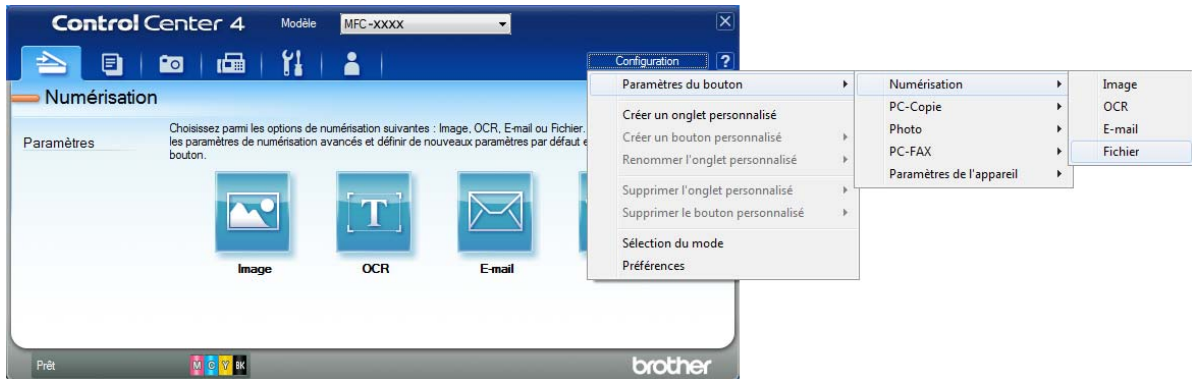 Control Center 4 Modèle MFC-XXXX
Configuration ?
Numérisation
Paramètres
Choisissez parmi les options de numérisation suivantes : Image, OCR, E-mail ou Fichier.
les paramètres de numérisation avancés et définir de nouveaux paramètres par défaut
bouton.
Image
OCR
E-mail
Paramètres du bouton
Créer un onglet personnalisé
Créer un bouton personnalisé
Renommer l'onglet personnalisé
Supprimer l'onglet personnalisé
Supprimer le bouton personnalisé
Sélection du mode
Préférences
Numérisation
PC-Copie
Photo
PC-FAX
Paramètres de l'appareil
Image
OCR
E-mail
Fichier
Prêt
M C Y BK
brother